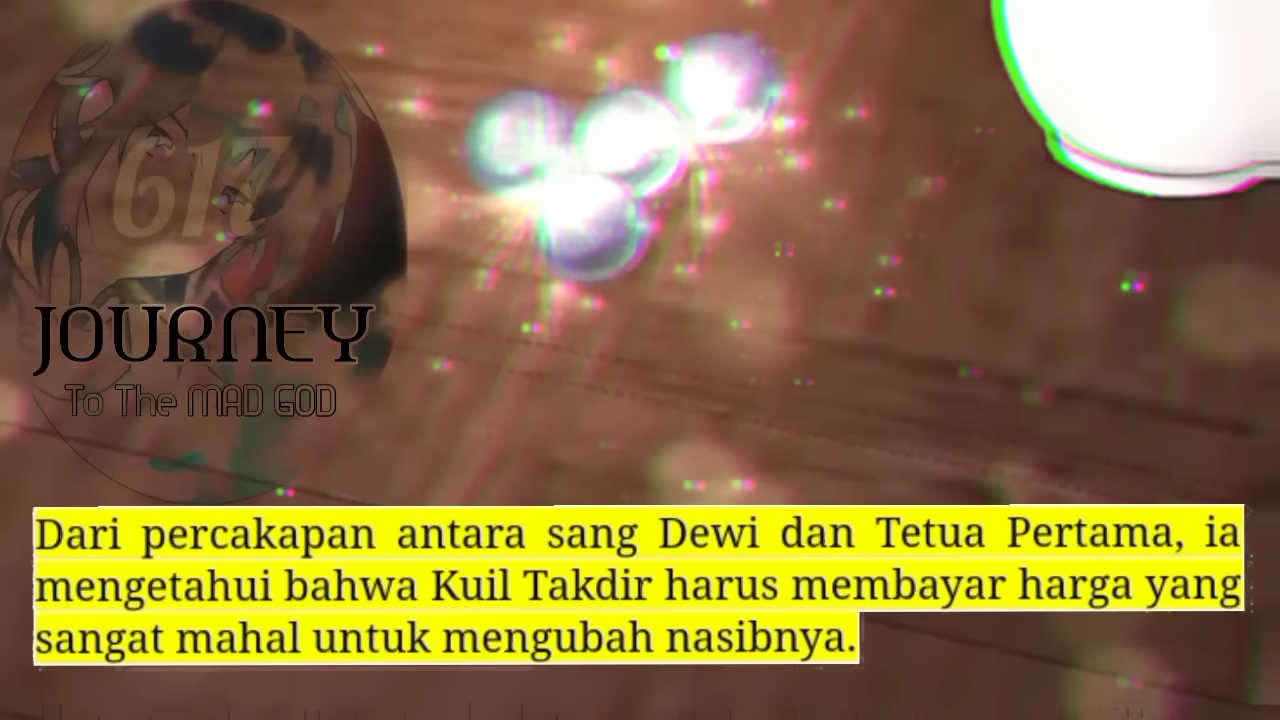 617
JOURNEY
To The MAD GOD
Dari percakapan antara sang Dewi dan Tetua Pertama, ia
mengetahui bahwa Kuil Takdir harus membayar harga yang
sangat mahal untuk mengubah nasibnya.